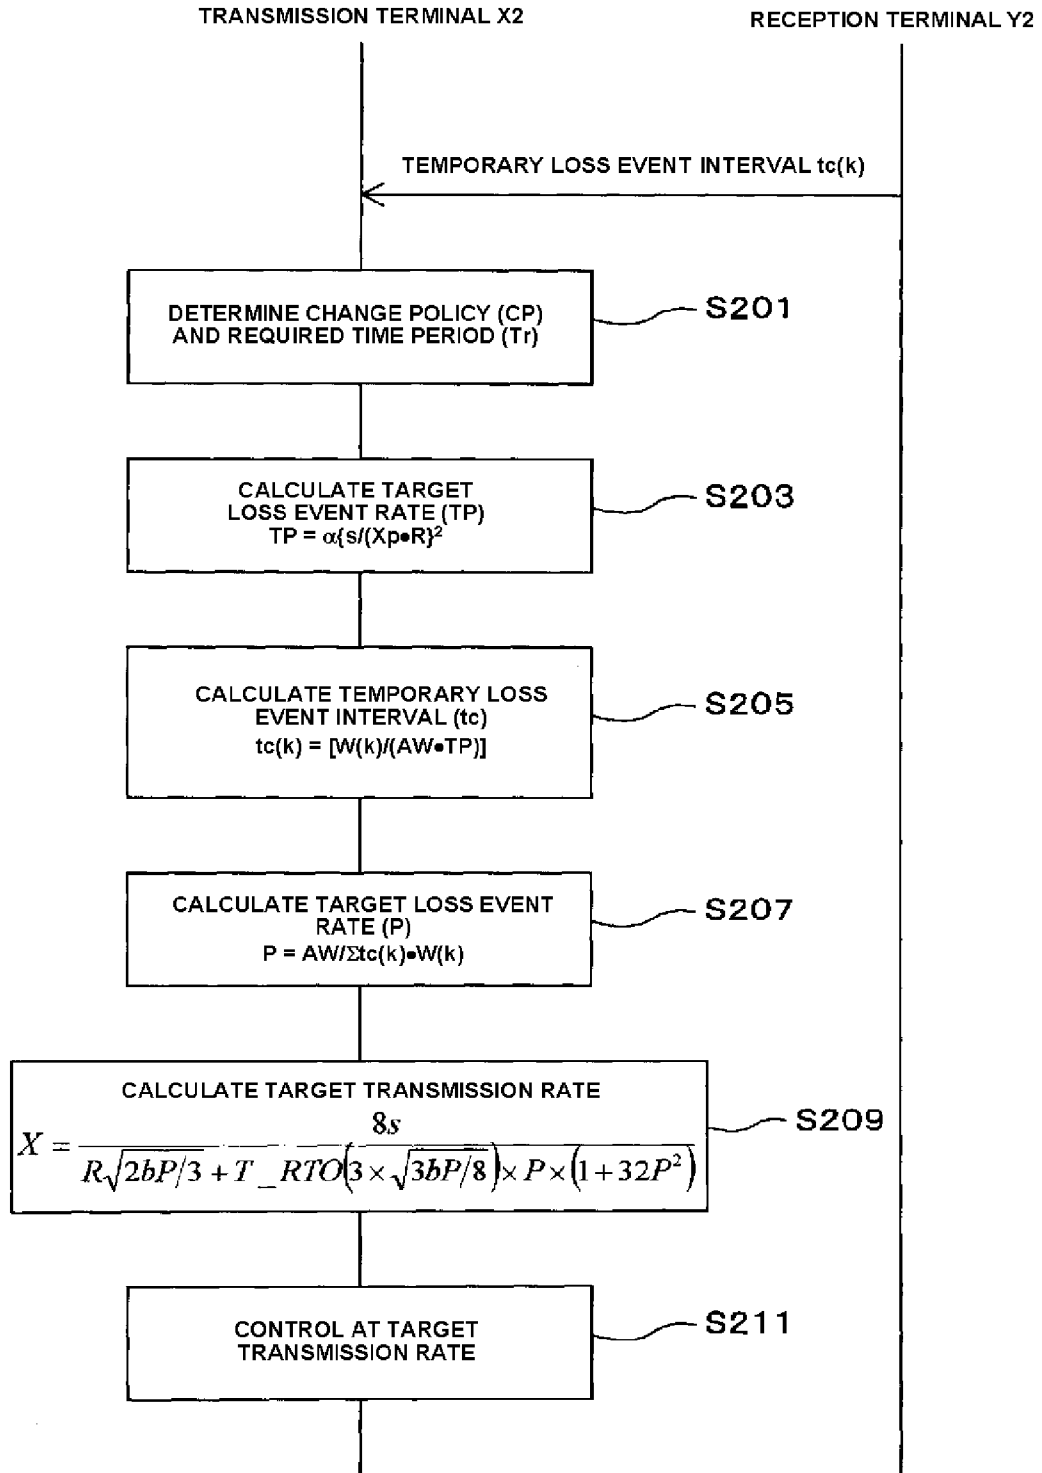 TRANSMISSION TERMINAL X2
RECEPTION TERMINAL Y2
TEMPORARY LOSS EVENT INTERVAL tc(k)
DETERMINE CHANGE POLICY (CP)
AND REQUIRED TIME PERIOD (Tr)
S201
CALCULATE TARGET
LOSS EVENT RATE (TP)
TP = α{s/(Xp•R}²
S203
CALCULATE TEMPORARY LOSS
EVENT INTERVAL (tc)
tc(k) = [W(k)/(AW•TP)]
S205
CALCULATE TARGET LOSS EVENT
RATE (P)
P = AW/Σtc(k)•W(k)
S207
CALCULATE TARGET TRANSMISSION RATE
X = 8s / R√2bP/3 + T_RTO(3 × √3bP/8) × P × (1+32P²)
S209
CONTROL AT TARGET
TRANSMISSION RATE
S211